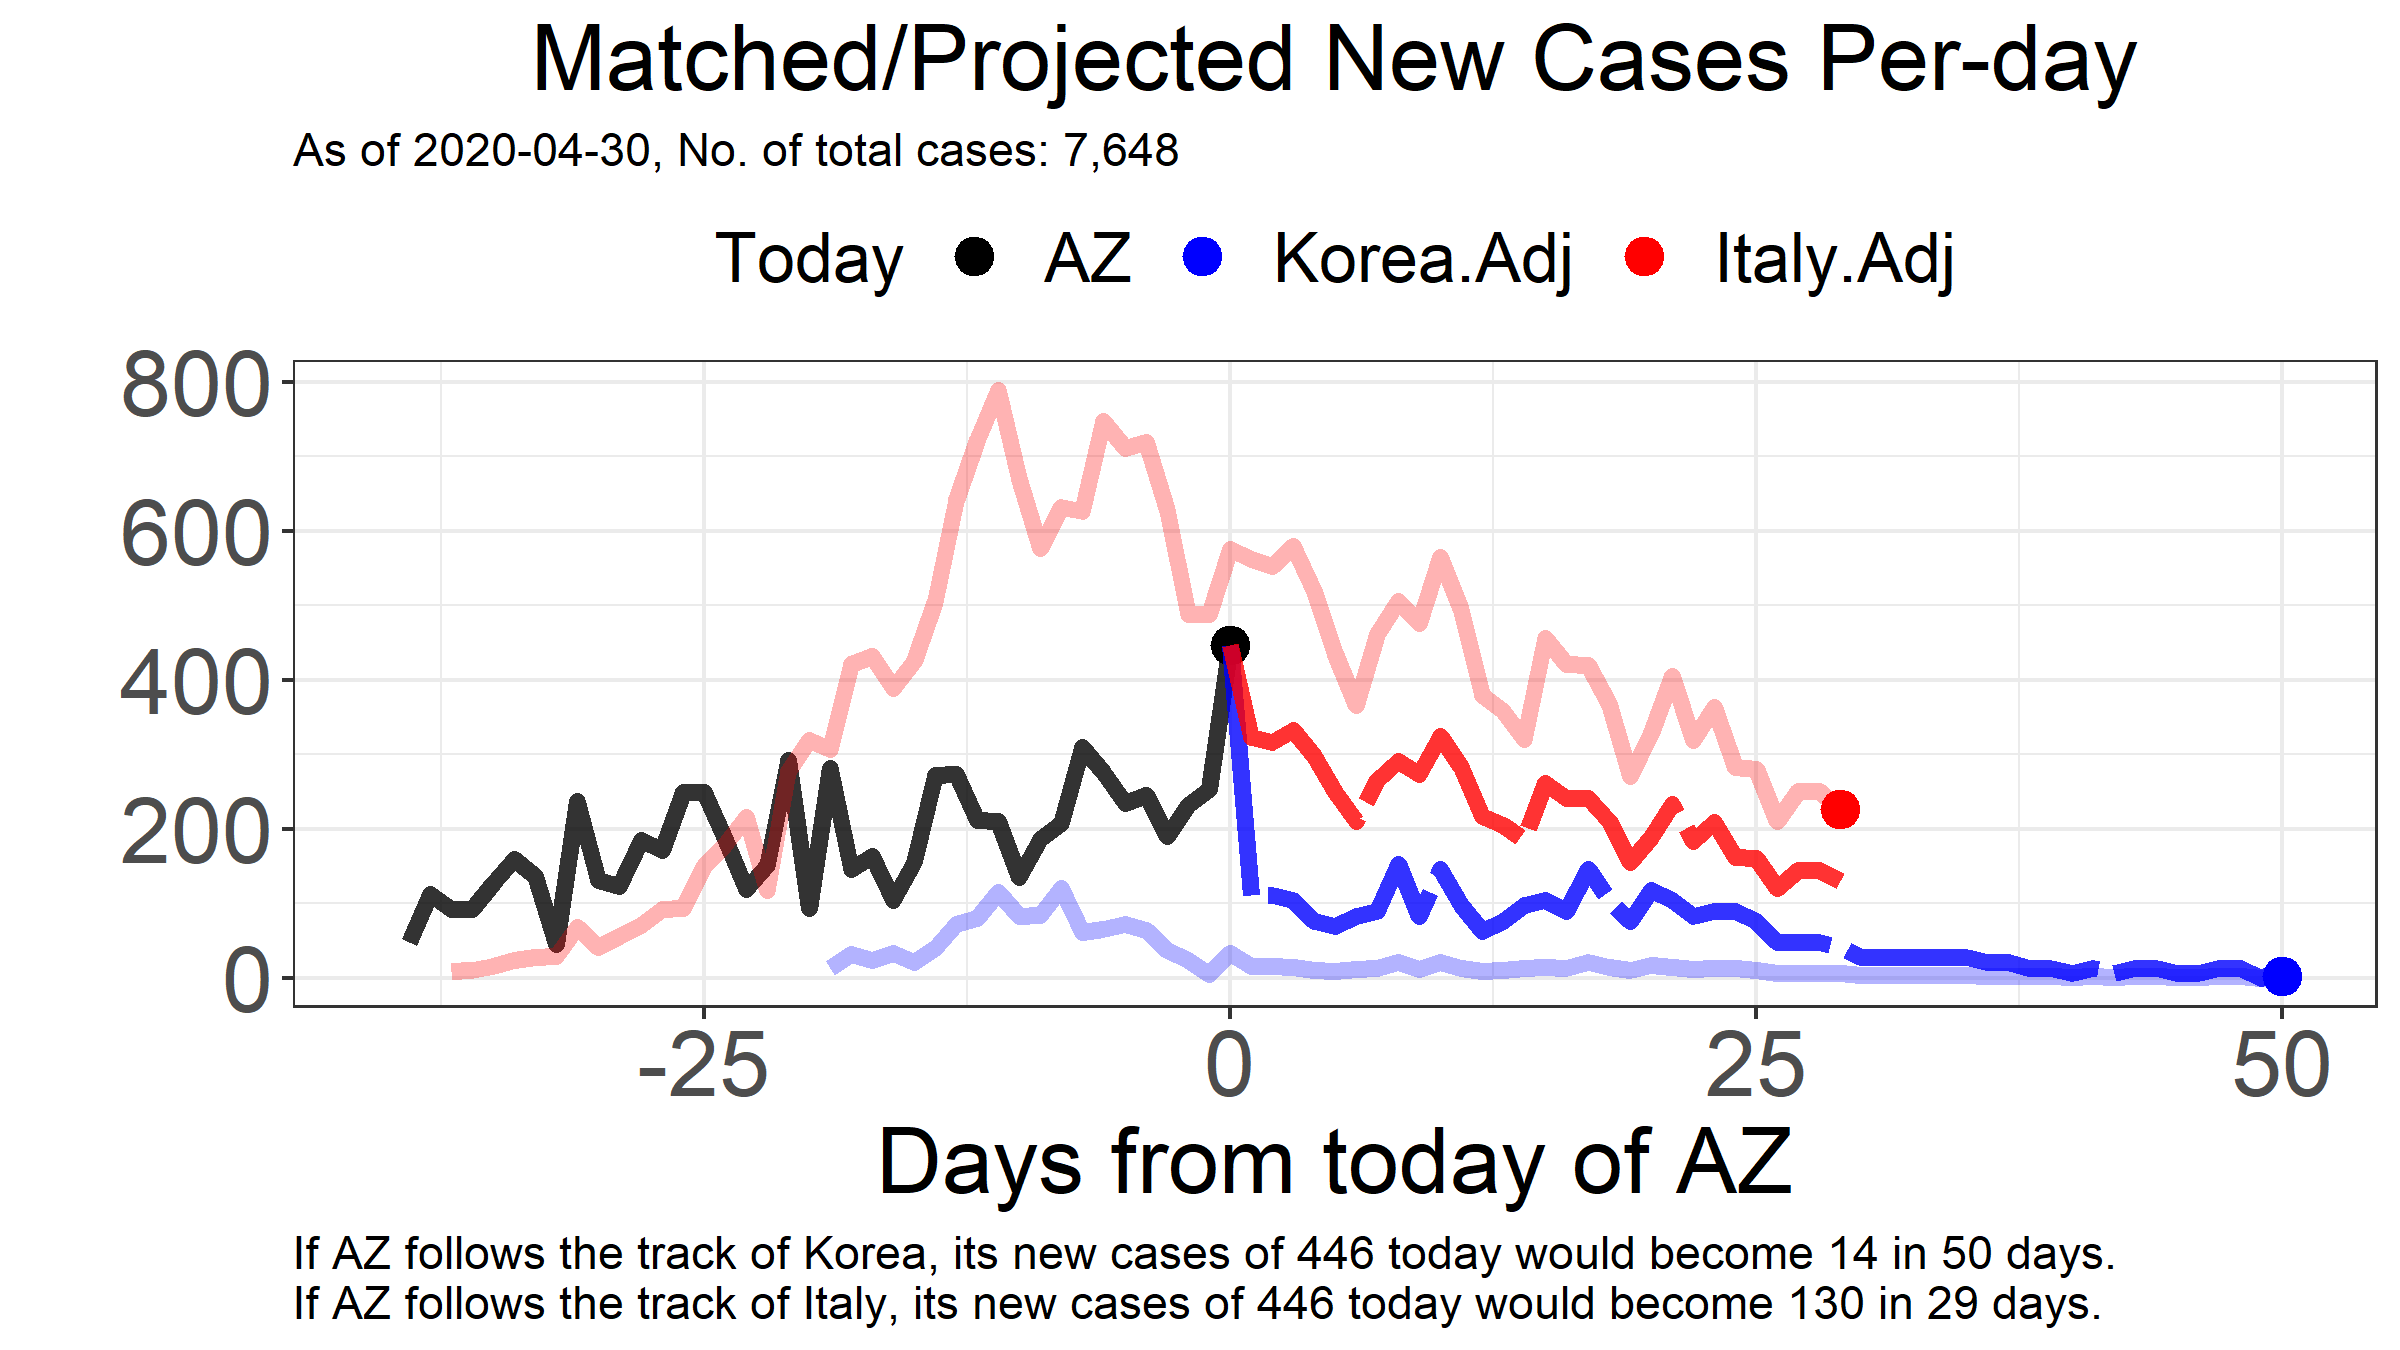 Matched/Projected New Cases Per-day
As of 2020-04-30, No. of total cases: 7,648
Today AZ Korea.Adj Italy.Adj
800
600
400
200
0
-25 0 25 50
Days from today of AZ
If AZ follows the track of Korea, its new cases of 446 today would become 14 in 50 days.
If AZ follows the track of Italy, its new cases of 446 today would become 130 in 29 days.